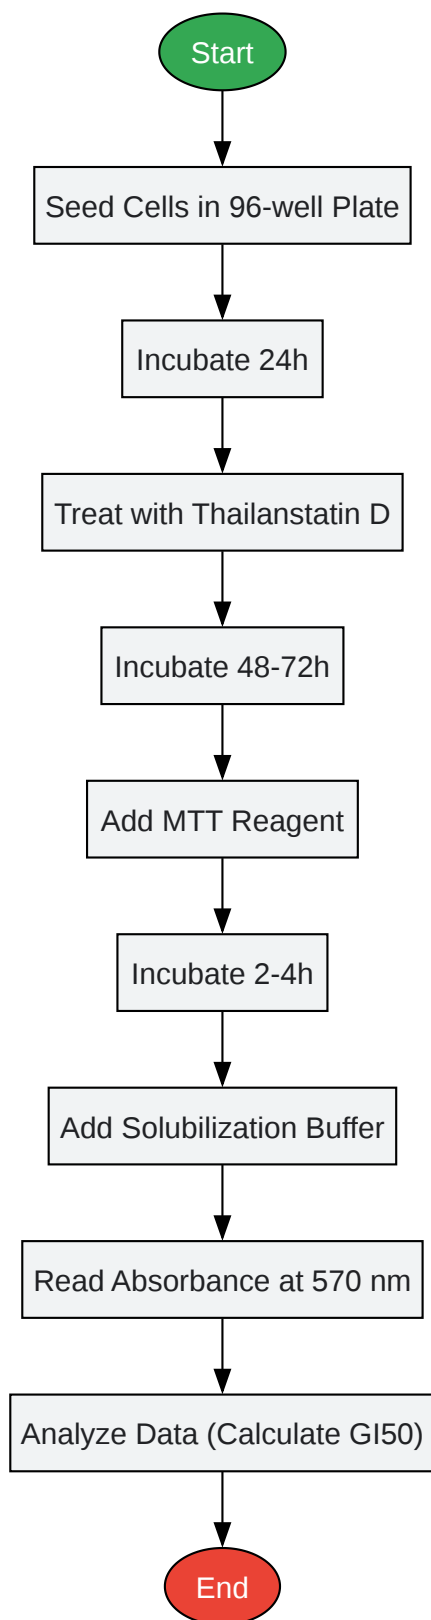 Start
Seed Cells in 96-well Plate
Incubate 24h
Treat with Thailanstatin D
Incubate 48-72h
Add MTT Reagent
Incubate 2-4h
Add Solubilization Buffer
Read Absorbance at 570 nm
Analyze Data (Calculate GI50)
End